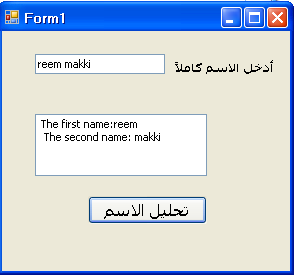 Form1
reem makki
أدخل الاسم كاملاً
The first name:reem
The second name: makki
تحليل الاسم